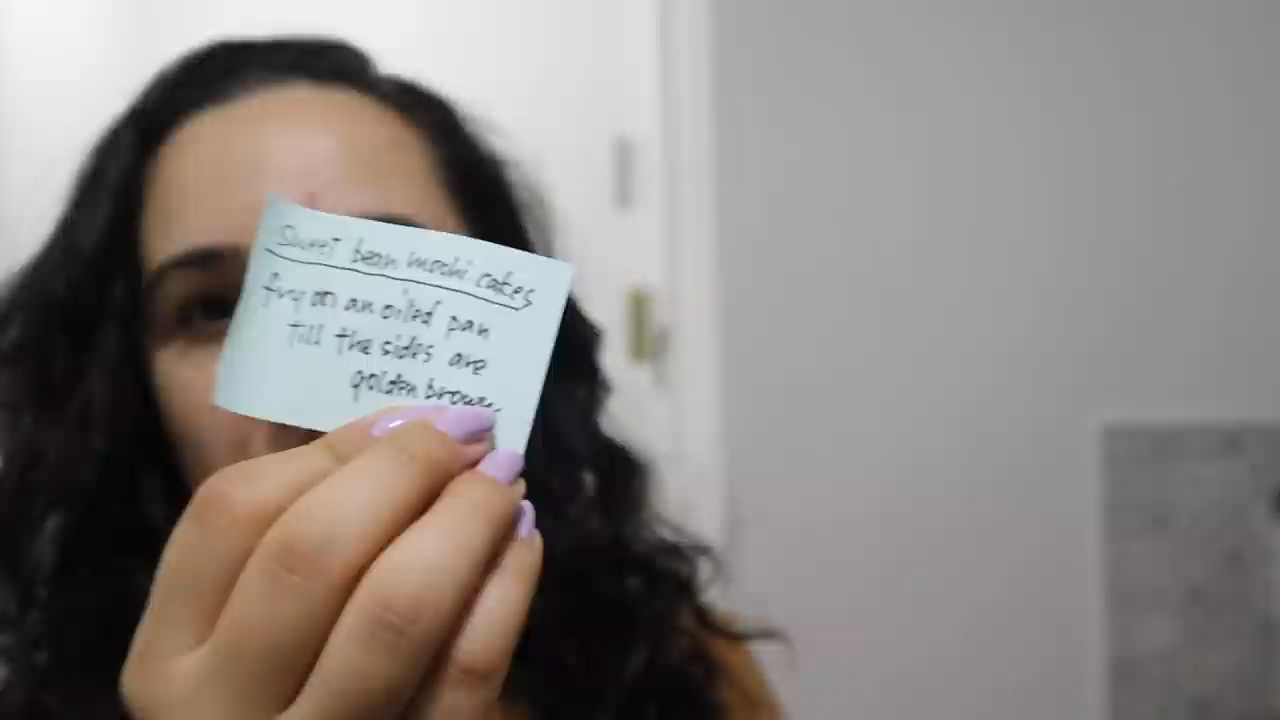 Sweet bean mochi cakes
fry on an oiled pan
till the sides are
golden brown